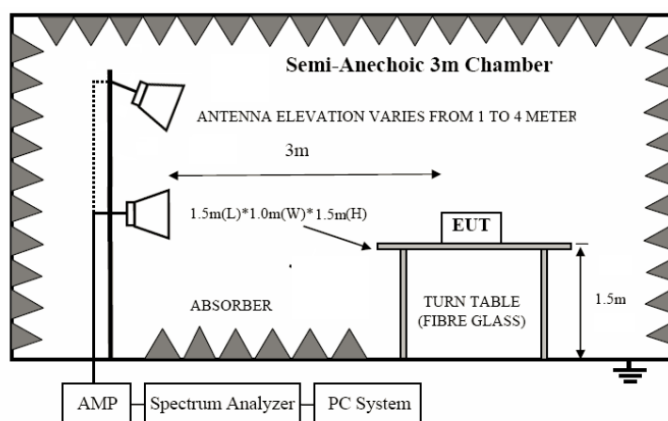 Semi-Anechoic 3m Chamber
ANTENNA ELEVATION VARIES FROM 1 TO 4 METER
3m
1.5m(L)*1.0m(W)*1.5m(H)
EUT
ABSORBER
TURN TABLE
(FIBRE GLASS)
1.5m
AMP
Spectrum Analyzer
PC System